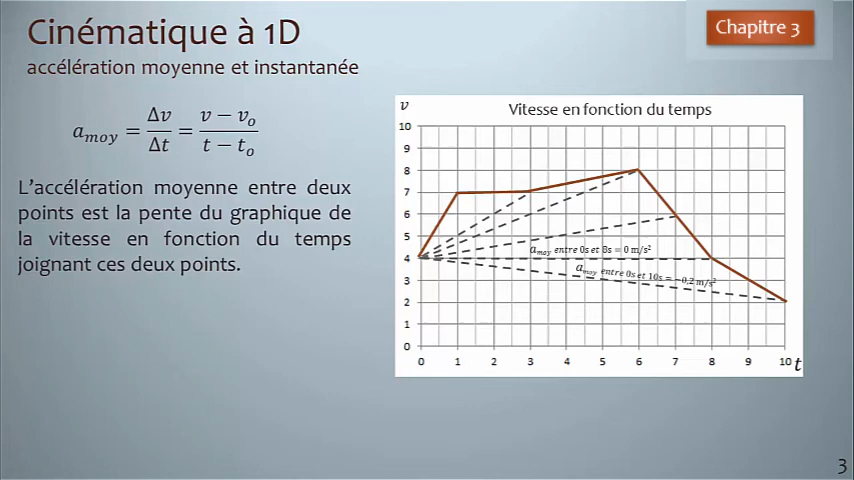 Cinématique à 1D
Chapitre 3
accélération moyenne et instantanée
a_moy = Δv/Δt = (v − v_o)/(t − t_o)
L’accélération moyenne entre deux
points est la pente du graphique de
la vitesse en fonction du temps
joignant ces deux points.
v
Vitesse en fonction du temps
10
9
8
7
6
5
4
3
2
1
0
a_moy entre 0s et 8s = 0 m/s²
a_moy entre 0s et 10s = −0,2 m/s²
0 1 2 3 4 5 6 7 8 9 10 t
3